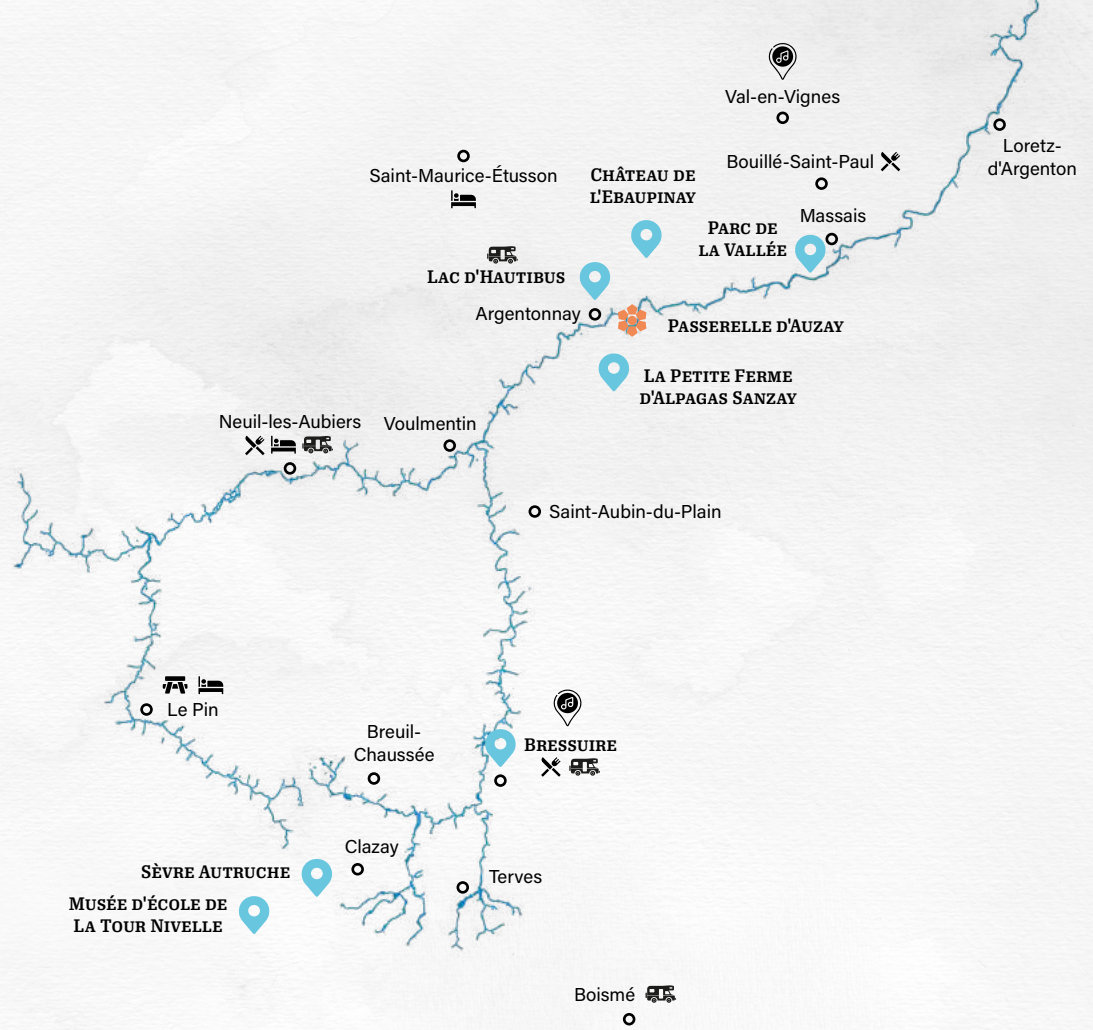 Val-en-Vignes
Loretz-
d'Argenton
Bouillé-Saint-Paul
Saint-Maurice-Étusson
Château de
l'Ebaupinay
Massais
Parc de
la Vallée
Lac d'Hautibus
Argentonnay
Passerelle d'Auzay
La Petite Ferme
d'Alpagas Sanzay
Neuil-les-Aubiers
Voulmentin
Saint-Aubin-du-Plain
Le Pin
Breuil-
Chaussée
Bressuire
Clazay
Sèvre Autruche
Terves
Musée d'école de
La Tour Nivelle
Boismé